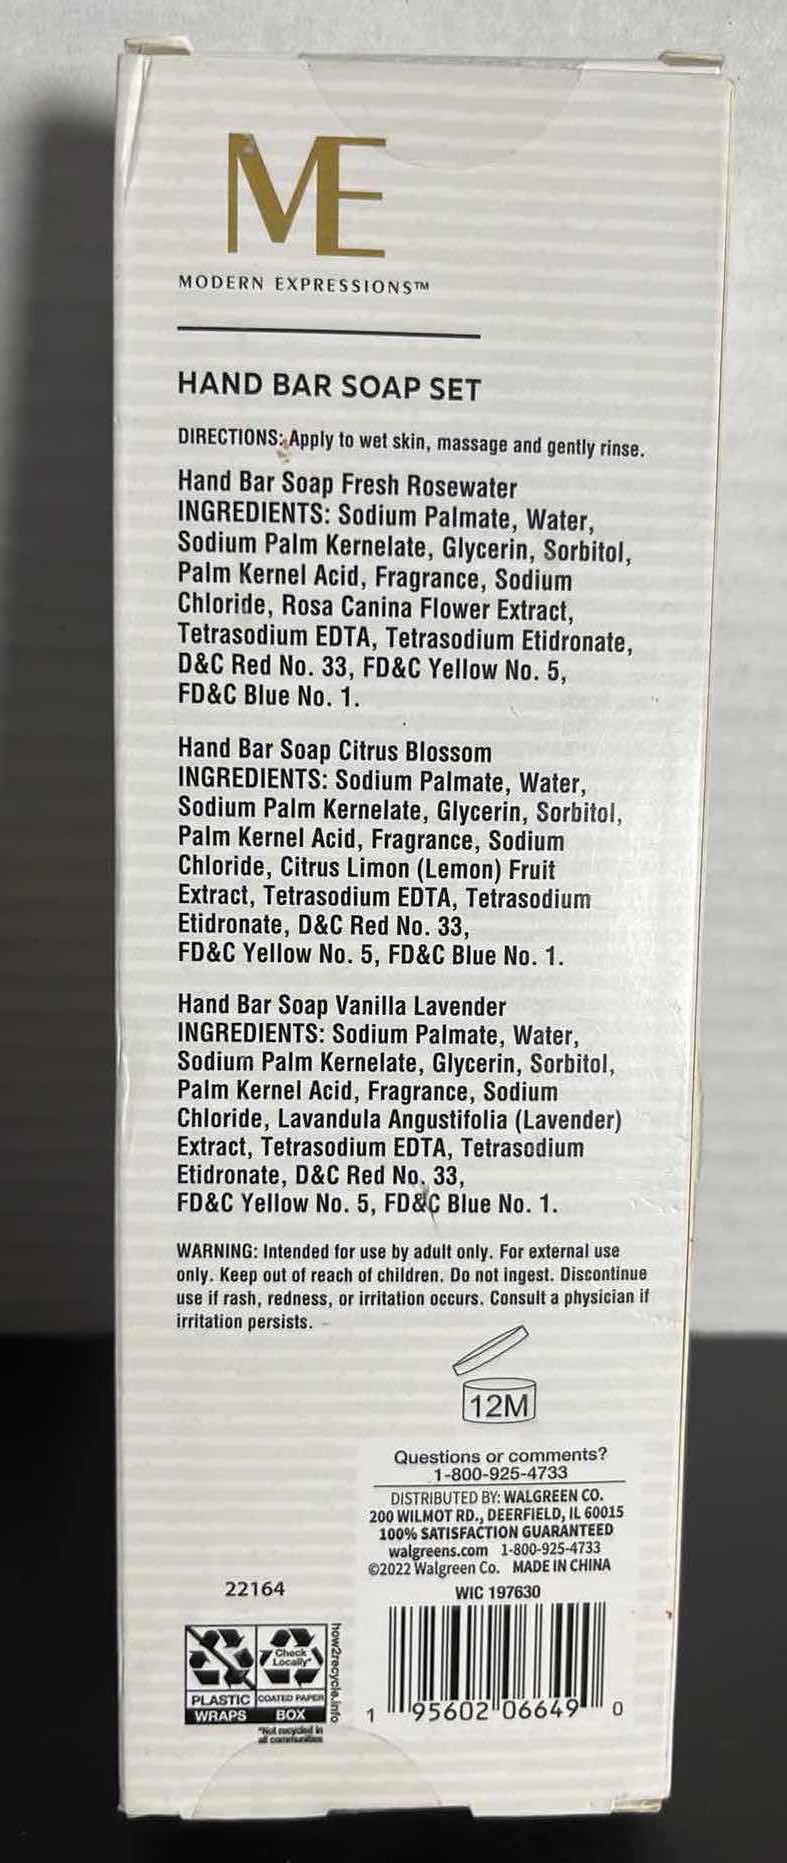 ME
MODERN EXPRESSIONS™
HAND BAR SOAP SET
DIRECTIONS: Apply to wet skin, massage and gently rinse.
Hand Bar Soap Fresh Rosewater
INGREDIENTS: Sodium Palmate, Water,
Sodium Palm Kernelate, Glycerin, Sorbitol,
Palm Kernel Acid, Fragrance, Sodium
Chloride, Rosa Canina Flower Extract,
Tetrasodium EDTA, Tetrasodium Etidronate,
D&C Red No. 33, FD&C Yellow No. 5,
FD&C Blue No. 1.
Hand Bar Soap Citrus Blossom
INGREDIENTS: Sodium Palmate, Water,
Sodium Palm Kernelate, Glycerin, Sorbitol,
Palm Kernel Acid, Fragrance, Sodium
Chloride, Citrus Limon (Lemon) Fruit
Extract, Tetrasodium EDTA, Tetrasodium
Etidronate, D&C Red No. 33,
FD&C Yellow No. 5, FD&C Blue No. 1.
Hand Bar Soap Vanilla Lavender
INGREDIENTS: Sodium Palmate, Water,
Sodium Palm Kernelate, Glycerin, Sorbitol,
Palm Kernel Acid, Fragrance, Sodium
Chloride, Lavandula Angustifolia (Lavender)
Extract, Tetrasodium EDTA, Tetrasodium
Etidronate, D&C Red No. 33,
FD&C Yellow No. 5, FD&C Blue No. 1.
WARNING: Intended for use by adult only. For external use
only. Keep out of reach of children. Do not ingest. Discontinue
use if rash, redness, or irritation occurs. Consult a physician if
irritation persists.
12M
Questions or comments?
1-800-925-4733
DISTRIBUTED BY: WALGREEN CO.
200 WILMOT RD., DEERFIELD, IL 60015
100% SATISFACTION GUARANTEED
walgreens.com 1-800-925-4733
©2022 Walgreen Co. MADE IN CHINA
WIC 197630
22164
Check
Locally*
PLASTIC
WRAPS
COATED PAPER
BOX
how2recycle.info
*Not recycled in
all communities
1 95602 06649 0